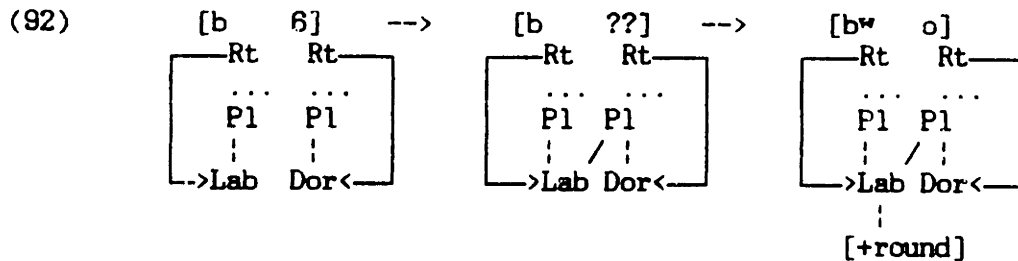 (92) [b 6] --> [b ??] --> [bʷ o]
Rt Rt Rt Rt Rt Rt
... ... ... ... ... ...
Pl Pl Pl Pl Pl Pl
-->Lab Dor<-- -->Lab Dor<-- -->Lab Dor<--
[+round]